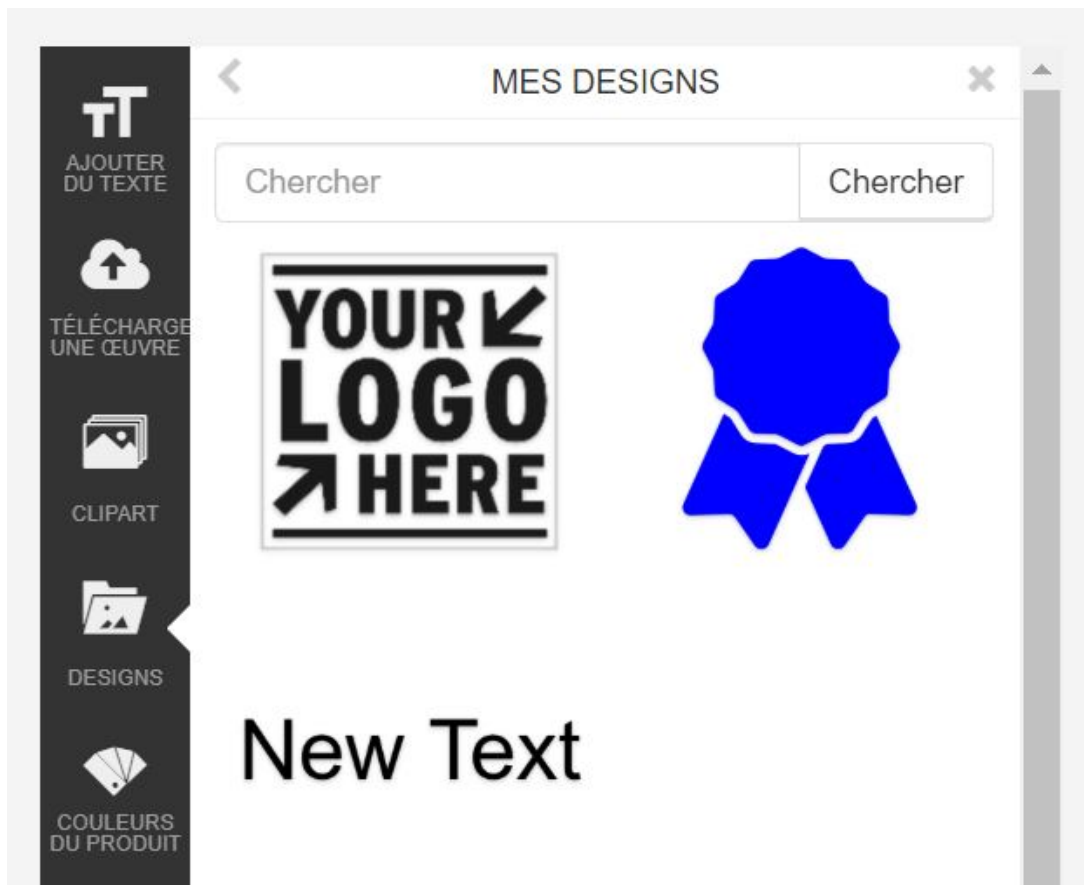 MES DESIGNS
AJOUTER
DU TEXTE
Chercher
Chercher
TÉLÉCHARGE
UNE ŒUVRE
YOUR
LOGO
HERE
CLIPART
DESIGNS
New Text
COULEURS
DU PRODUIT